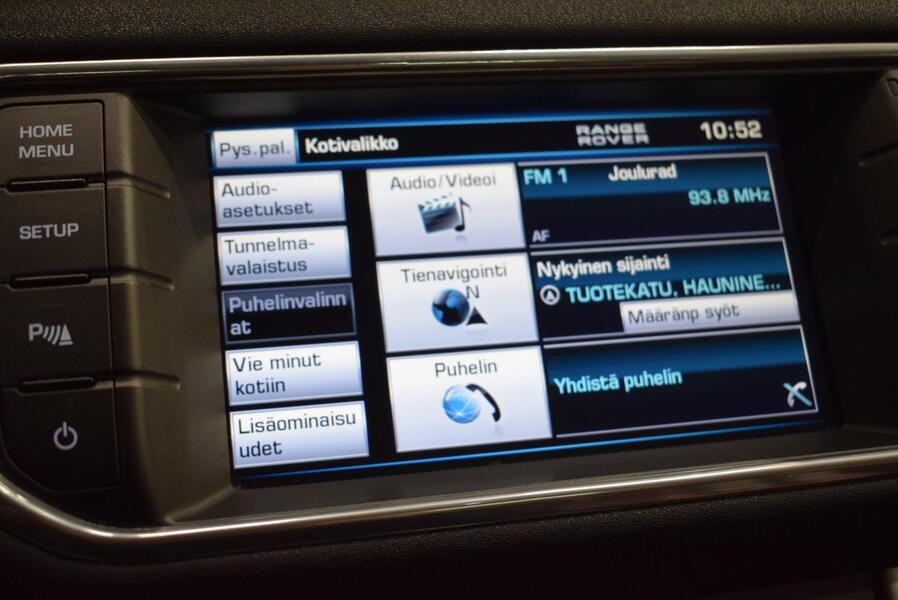 HOME
MENU
SETUP
P
Pys.pal.
Kotivalikko
RANGE
ROVER
10:52
Audio-
asetukset
Tunnelma-
valaistus
Puhelinvalinn
at
Vie minut
kotiin
Lisäominaisu
udet
Audio/Videoi
Tienavigointi
N
Puhelin
FM 1 Joulurad
93.8 MHz
AF
Nykyinen sijainti
TUOTEKATU, HAUNINE...
Määränp syöt
Yhdistä puhelin